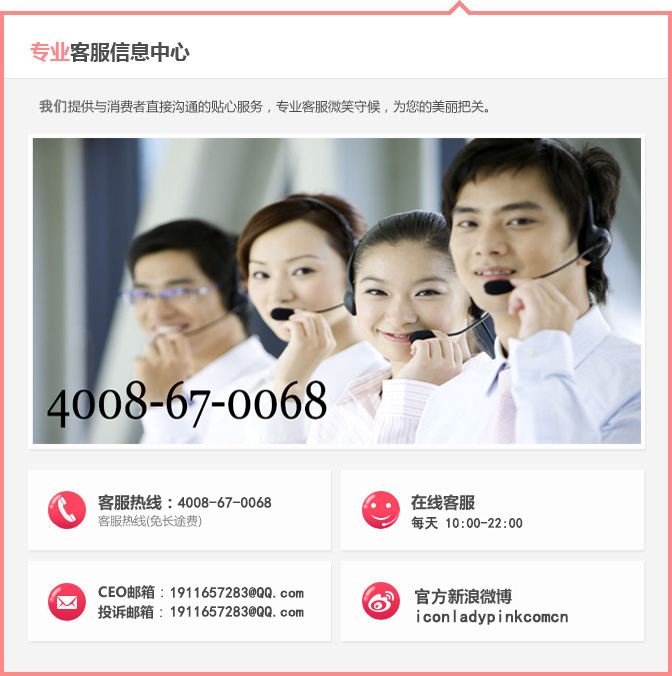 专业客服信息中心
我们提供与消费者直接沟通的贴心服务，专业客服微笑守候，为您的美丽把关。
4008-67-0068
客服热线：4008-67-0068
客服热线(免长途费)
在线客服
每天 10:00-22:00
CEO邮箱：1911657283@QQ.com
投诉邮箱：1911657283@QQ.com
官方新浪微博
iconladypinkcomcn